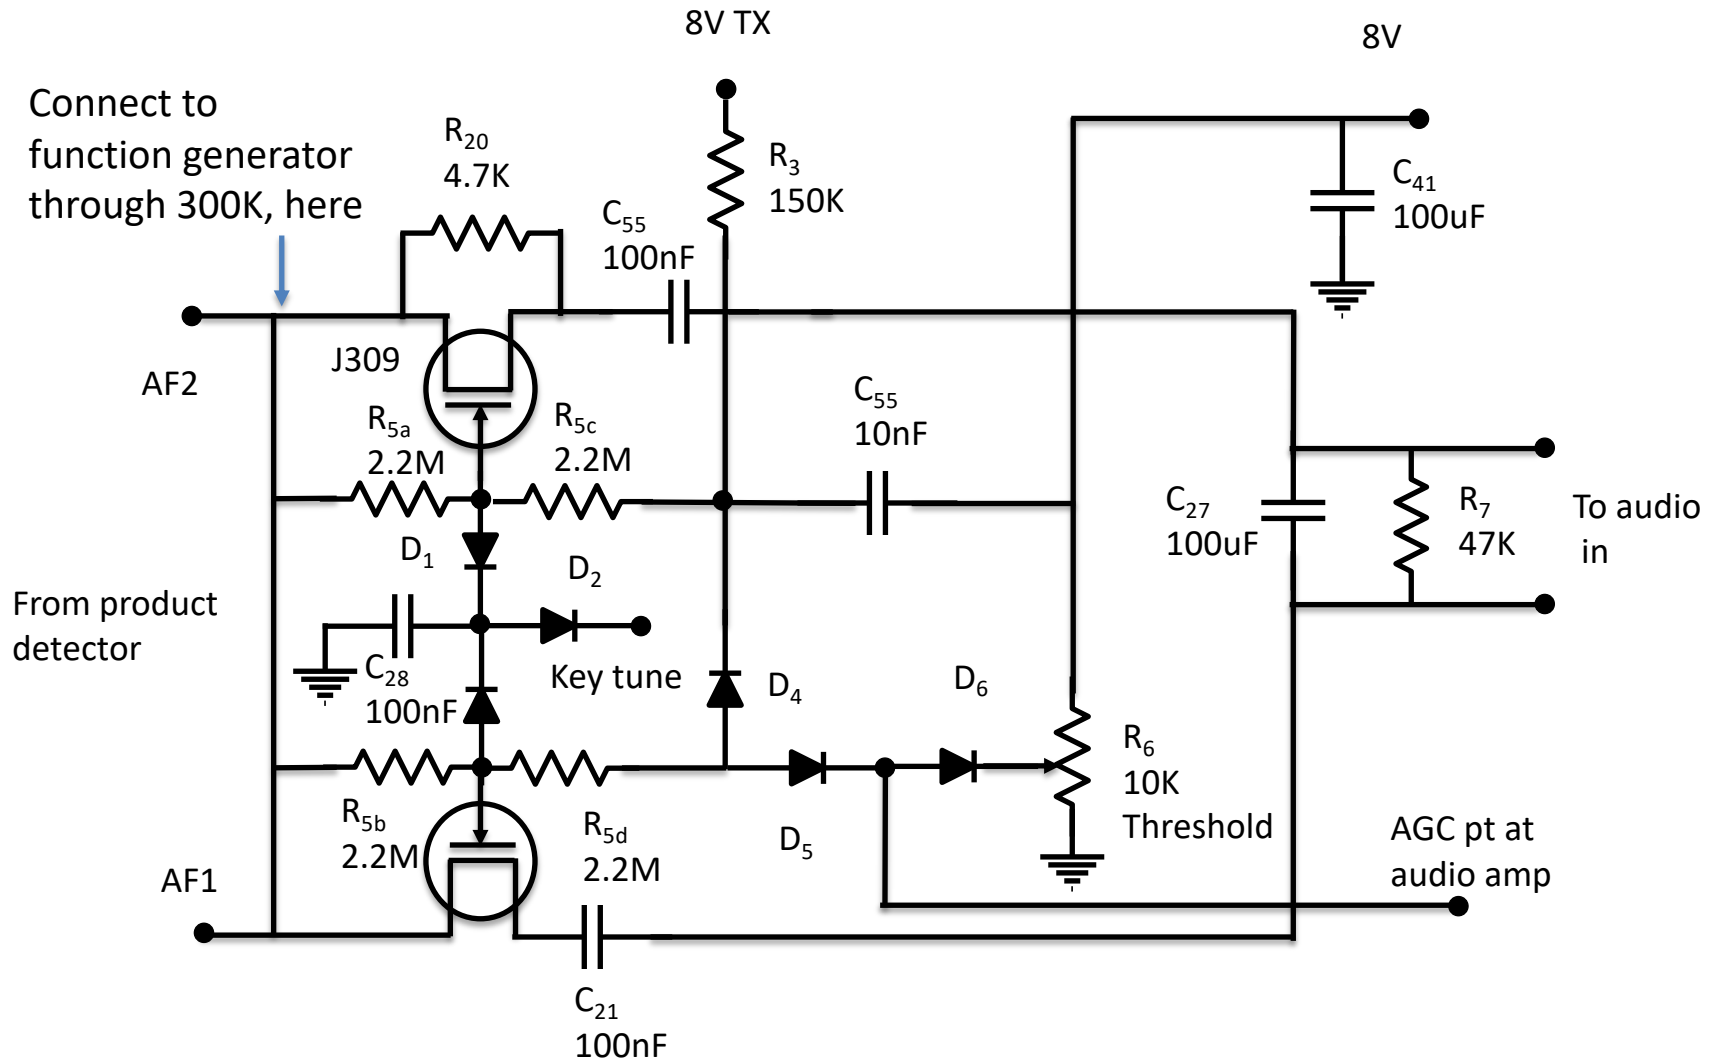 8V TX
8V
Connect to
function generator
through 300K, here
R20
4.7K
R3
150K
C41
100uF
C55
100nF
J309
AF2
R5a
2.2M
R5c
2.2M
C55
10nF
C27
100uF
R7
47K
To audio
in
D1
D2
From product
detector
C28
100nF
Key tune
D4
D6
R6
10K
Threshold
R5b
2.2M
R5d
2.2M
D5
AGC pt at
audio amp
AF1
C21
100nF